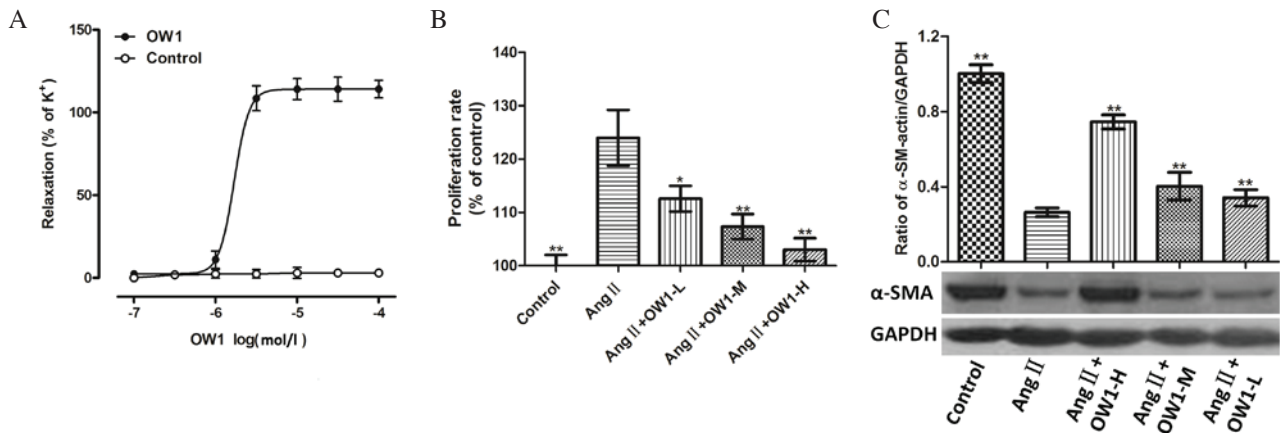 A
OW1
Control
Relaxation (% of K⁺)
150
100
50
0
-7
-6
-5
-4
OW1 log(mol/l)
B
Proliferation rate
(% of control)
140
130
120
110
100
**
*
**
**
Control
Ang II
Ang II+OW1-L
Ang II+OW1-M
Ang II+OW1-H
C
Ratio of α-SM-actin/GAPDH
1.2
0.8
0.4
0.0
**
**
**
**
α-SMA
GAPDH
Control
Ang II
Ang II +
OW1-H
Ang II +
OW1-M
Ang II +
OW1-L